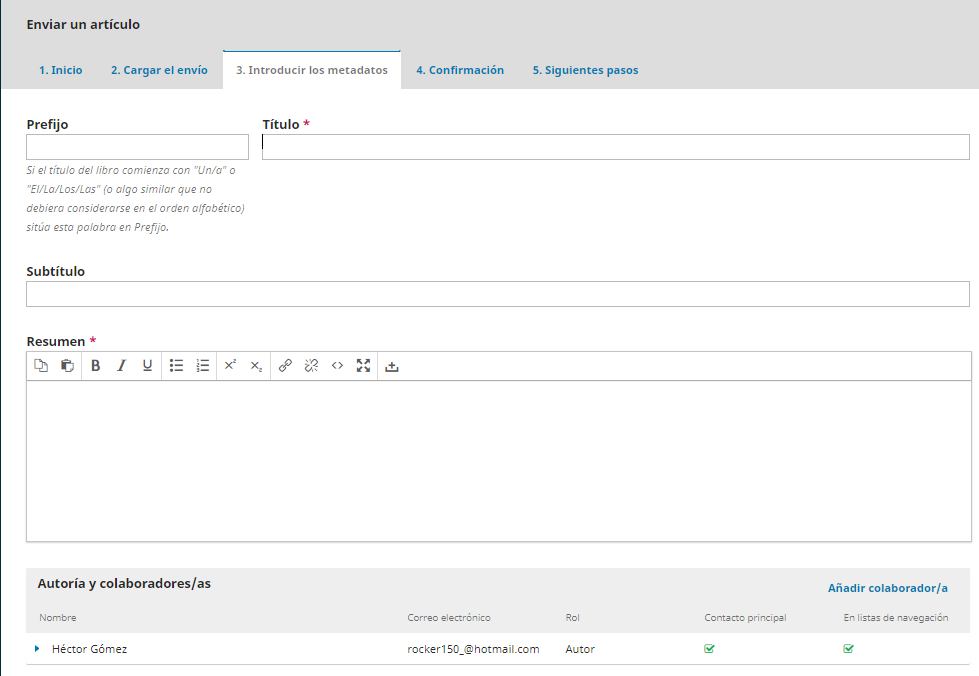 Enviar un artículo
1. Inicio 2. Cargar el envío 3. Introducir los metadatos 4. Confirmación 5. Siguientes pasos
Prefijo Título *
Si el título del libro comienza con "Un/a" o
"El/La/Los/Las" (o algo similar que no
debiera considerarse en el orden alfabético)
sitúa esta palabra en Prefijo.
Subtítulo
Resumen *
Autoría y colaboradores/as
Añadir colaborador/a
Nombre Correo electrónico Rol Contacto principal En listas de navegación
Héctor Gómez rocker150_@hotmail.com Autor